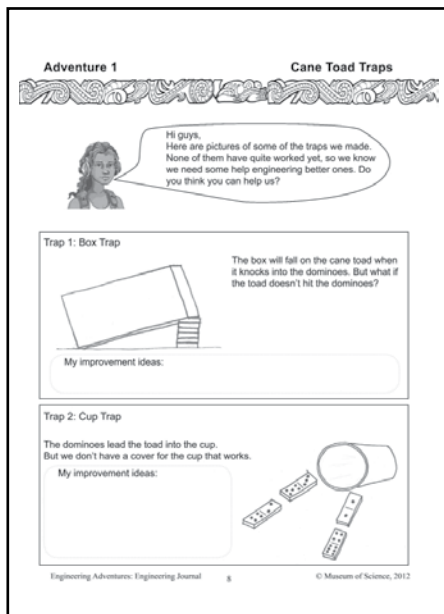 Adventure 1 Cane Toad Traps
Hi guys,
Here are pictures of some of the traps we made.
None of them have quite worked yet, so we know
we need some help engineering better ones. Do
you think you can help us?
Trap 1: Box Trap
The box will fall on the cane toad when
it knocks into the dominoes. But what if
the toad doesn't hit the dominoes?
My improvement ideas:
Trap 2: Cup Trap
The dominoes lead the toad into the cup.
But we don't have a cover for the cup that works.
My improvement ideas:
Engineering Adventures: Engineering Journal 8 © Museum of Science, 2012